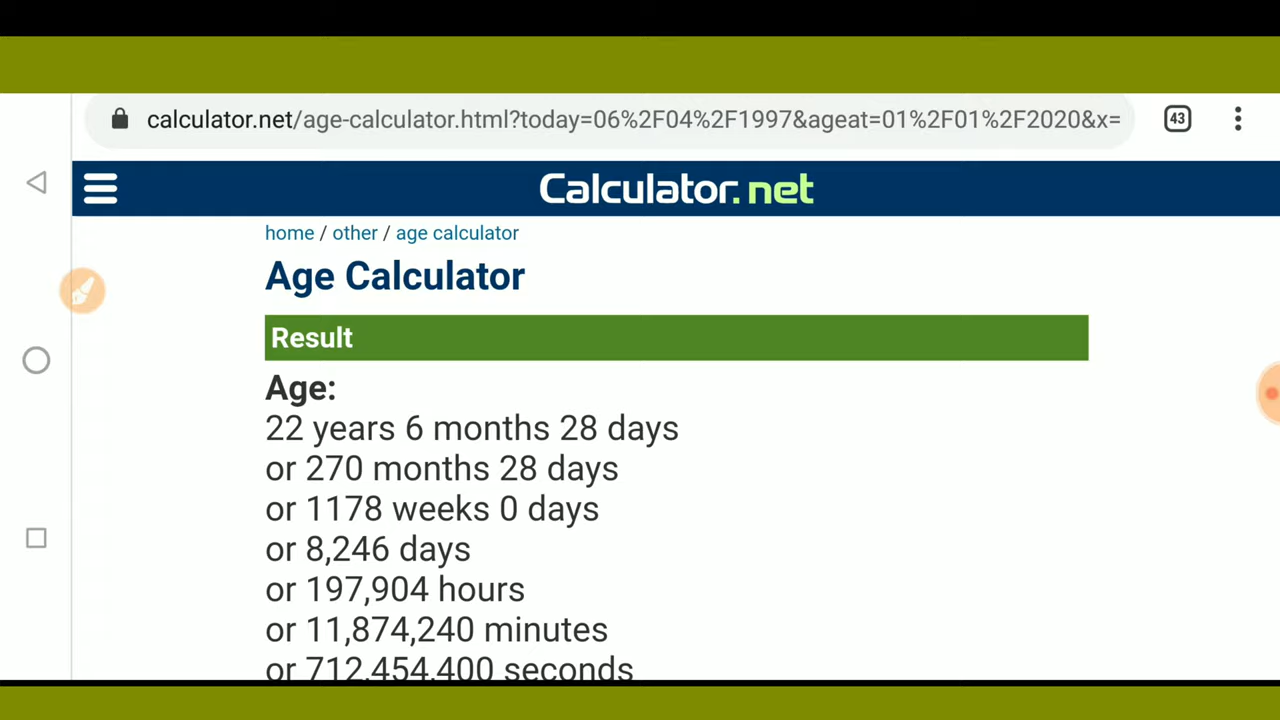 calculator.net/age-calculator.html?today=06%2F04%2F1997&ageat=01%2F01%2F2020&x=
43
Calculator.net
home / other / age calculator
Age Calculator
Result
Age:
22 years 6 months 28 days
or 270 months 28 days
or 1178 weeks 0 days
or 8,246 days
or 197,904 hours
or 11,874,240 minutes
or 712,454,400 seconds